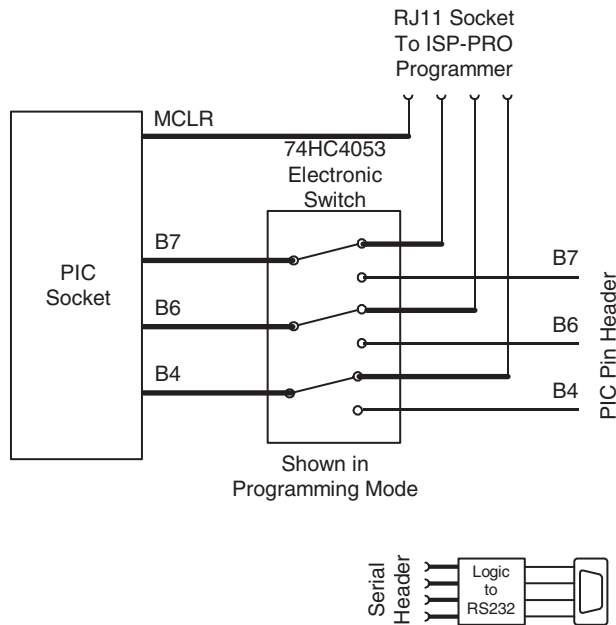 RJ11 Socket
To ISP-PRO
Programmer
MCLR
74HC4053
Electronic
Switch
B7
B7
PIC
Socket
B6
B6
B4
B4
PIC Pin Header
Shown in
Programming Mode
Serial
Header
Logic
to
RS232